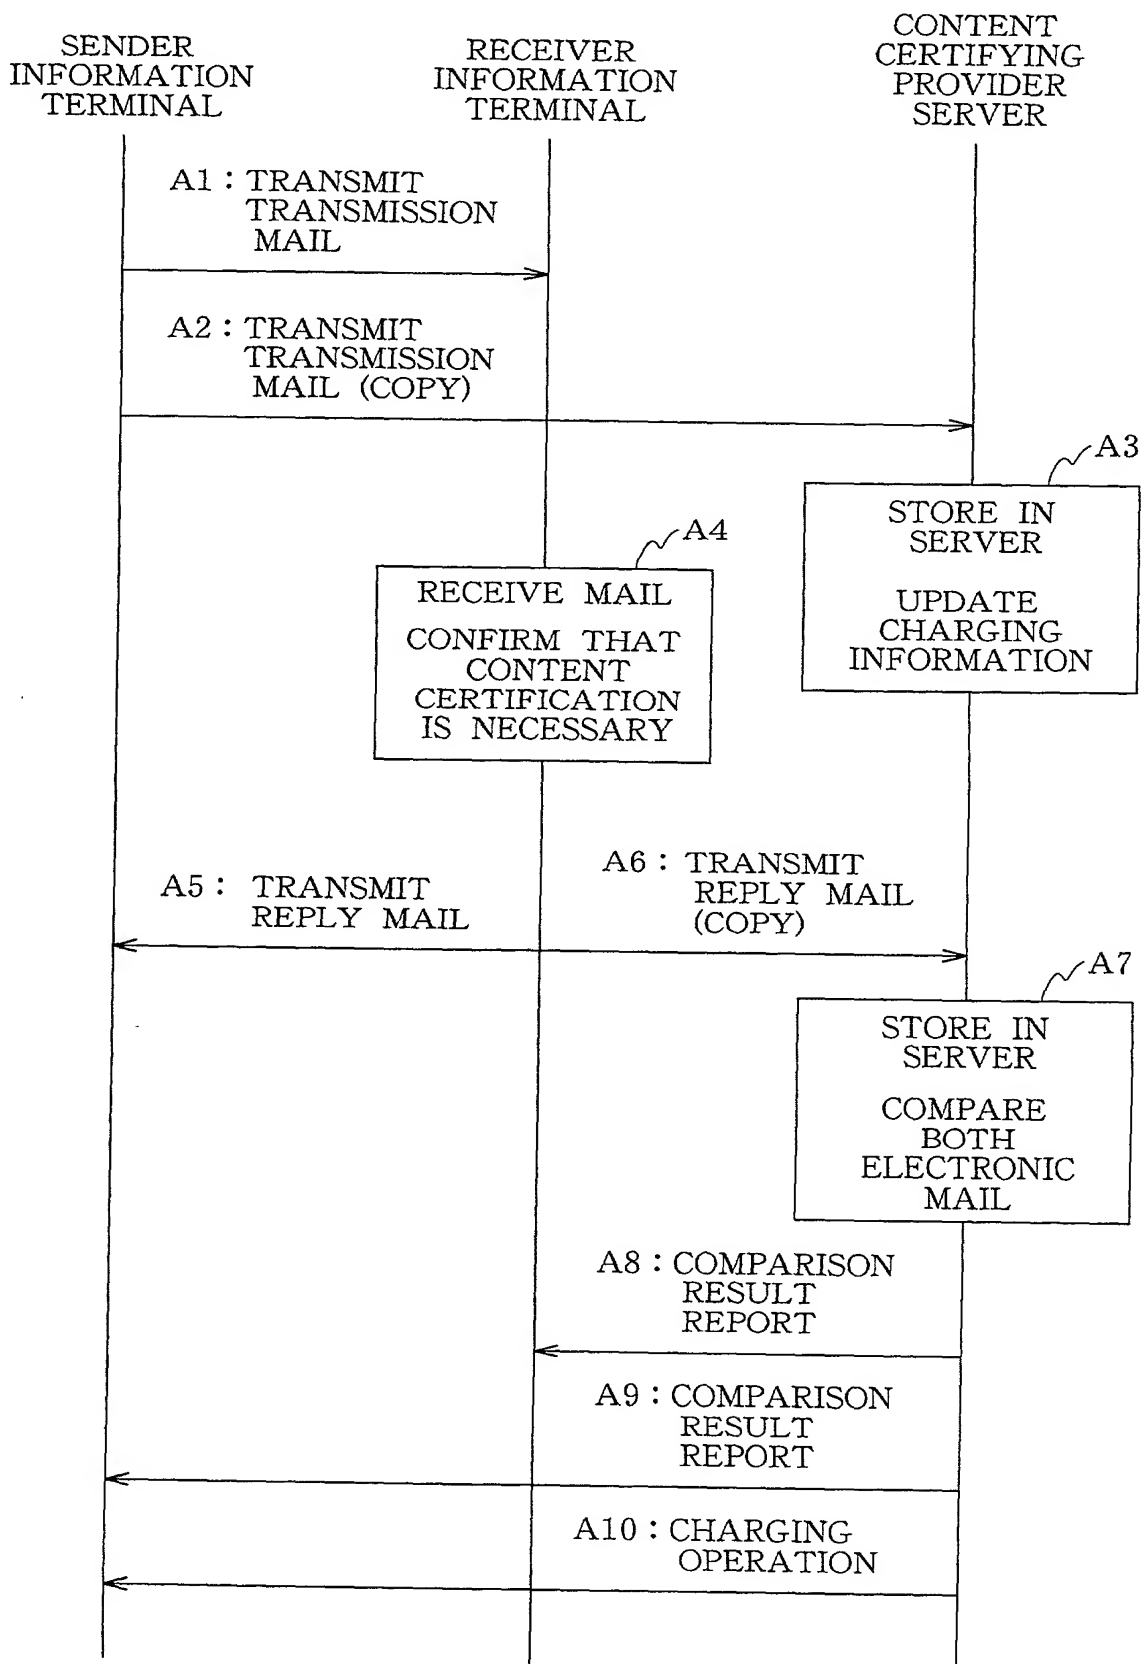 SENDER
INFORMATION
TERMINAL
RECEIVER
INFORMATION
TERMINAL
CONTENT
CERTIFYING
PROVIDER
SERVER
A1 : TRANSMIT
TRANSMISSION
MAIL
A2 : TRANSMIT
TRANSMISSION
MAIL (COPY)
A3
STORE IN
SERVER
UPDATE
CHARGING
INFORMATION
A4
RECEIVE MAIL
CONFIRM THAT
CONTENT
CERTIFICATION
IS NECESSARY
A5 : TRANSMIT
REPLY MAIL
A6 : TRANSMIT
REPLY MAIL
(COPY)
A7
STORE IN
SERVER
COMPARE
BOTH
ELECTRONIC
MAIL
A8 : COMPARISON
RESULT
REPORT
A9 : COMPARISON
RESULT
REPORT
A10 : CHARGING
OPERATION